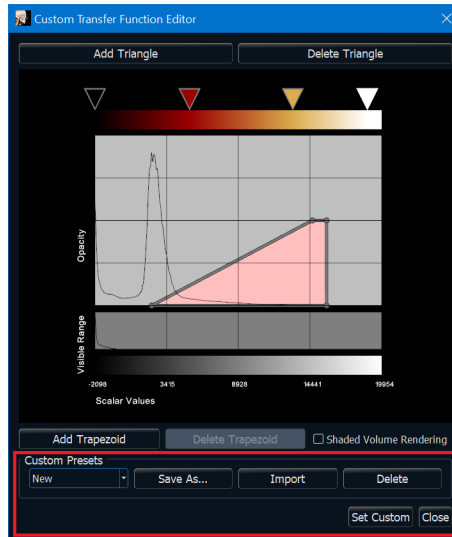 Custom Transfer Function Editor
Add Triangle
Delete Triangle
Opacity
Visible Range
-2098 3415 8928 14441 19954
Scalar Values
Add Trapezoid
Delete Trapezoid
Shaded Volume Rendering
Custom Presets
New
Save As...
Import
Delete
Set Custom
Close